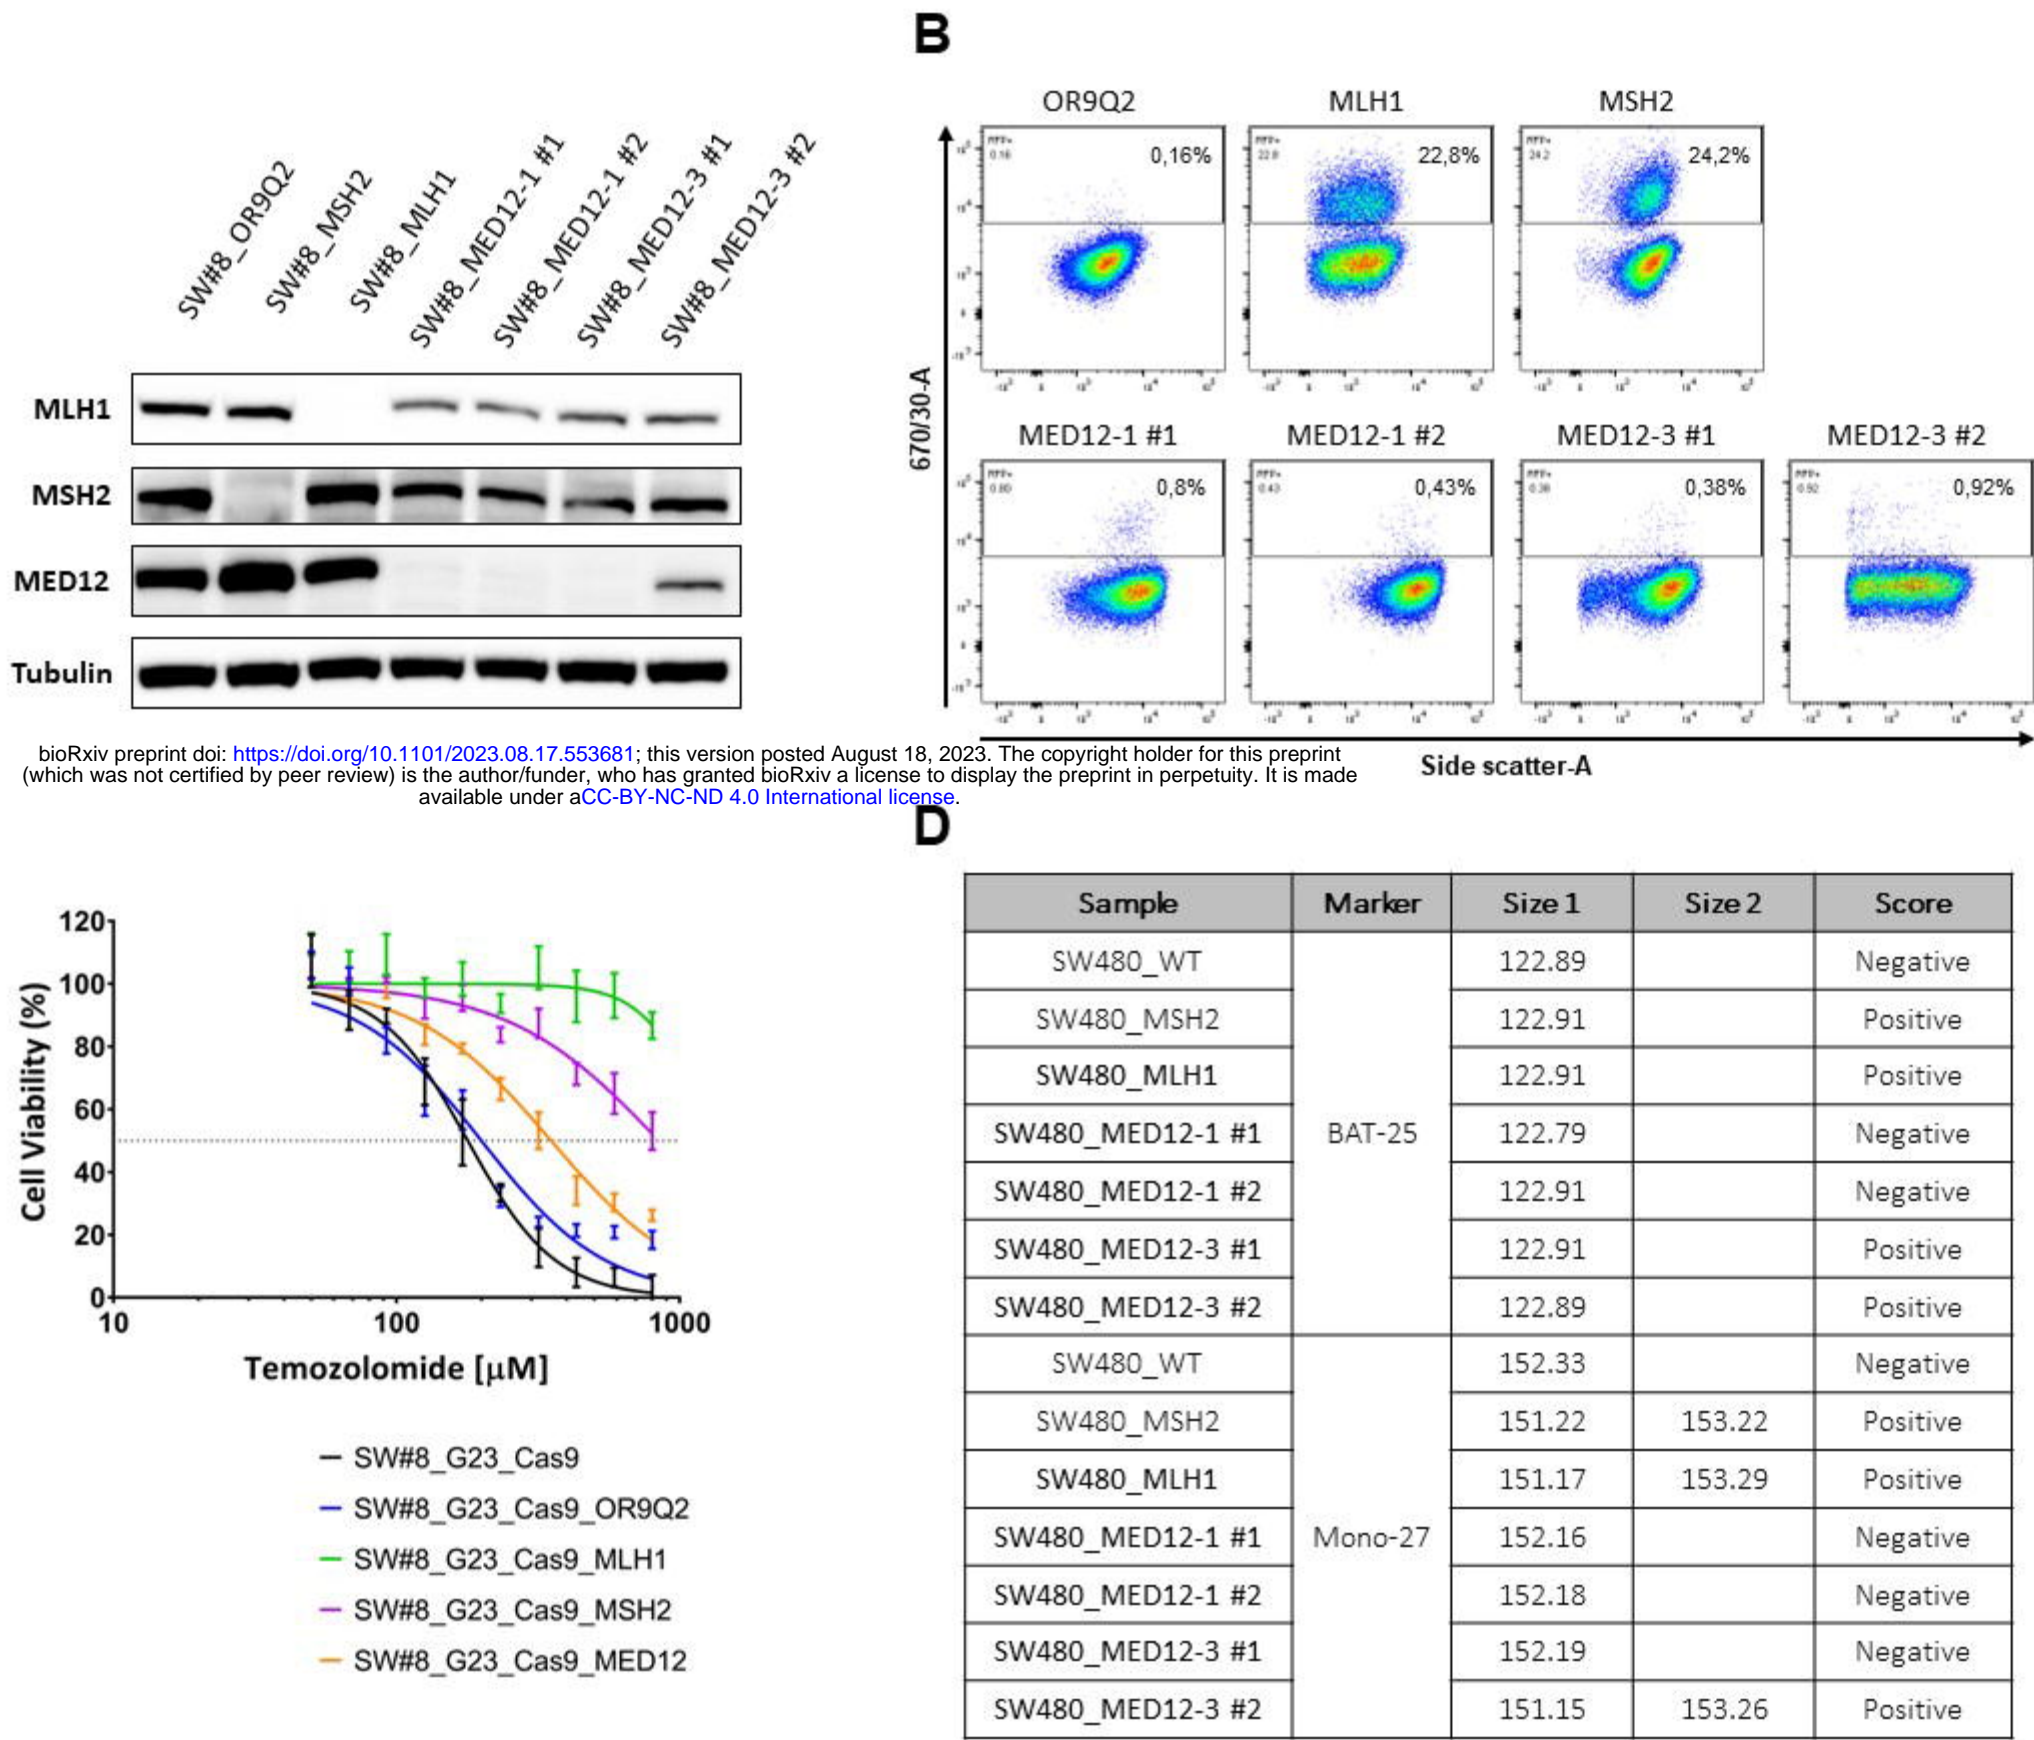 SW#8_OR9Q2
SW#8_MSH2
SW#8_MLH1
SW#8_MED12-1 #1
SW#8_MED12-1 #2
SW#8_MED12-3 #1
SW#8_MED12-3 #2
MLH1
MSH2
MED12
Tubulin
B
OR9Q2
MLH1
MSH2
0,16%
22,8%
24,2%
MED12-1 #1
MED12-1 #2
MED12-3 #1
MED12-3 #2
0,8%
0,43%
0,38%
0,92%
670/30-A
Side scatter-A
bioRxiv preprint doi: https://doi.org/10.1101/2023.08.17.553681; this version posted August 18, 2023. The copyright holder for this preprint
(which was not certified by peer review) is the author/funder, who has granted bioRxiv a license to display the preprint in perpetuity. It is made
available under aCC-BY-NC-ND 4.0 International license.
120
100
80
60
40
20
0
10 100 1000
Cell Viability (%)
Temozolomide [µM]
SW#8_G23_Cas9
SW#8_G23_Cas9_OR9Q2
SW#8_G23_Cas9_MLH1
SW#8_G23_Cas9_MSH2
SW#8_G23_Cas9_MED12
D
Sample Marker Size 1 Size 2 Score
SW480_WT 122.89 Negative
SW480_MSH2 122.91 Positive
SW480_MLH1 122.91 Positive
SW480_MED12-1 #1 BAT-25 122.79 Negative
SW480_MED12-1 #2 122.91 Negative
SW480_MED12-3 #1 122.91 Positive
SW480_MED12-3 #2 122.89 Positive
SW480_WT 152.33 Negative
SW480_MSH2 151.22 153.22 Positive
SW480_MLH1 151.17 153.29 Positive
SW480_MED12-1 #1 Mono-27 152.16 Negative
SW480_MED12-1 #2 152.18 Negative
SW480_MED12-3 #1 152.19 Negative
SW480_MED12-3 #2 151.15 153.26 Positive